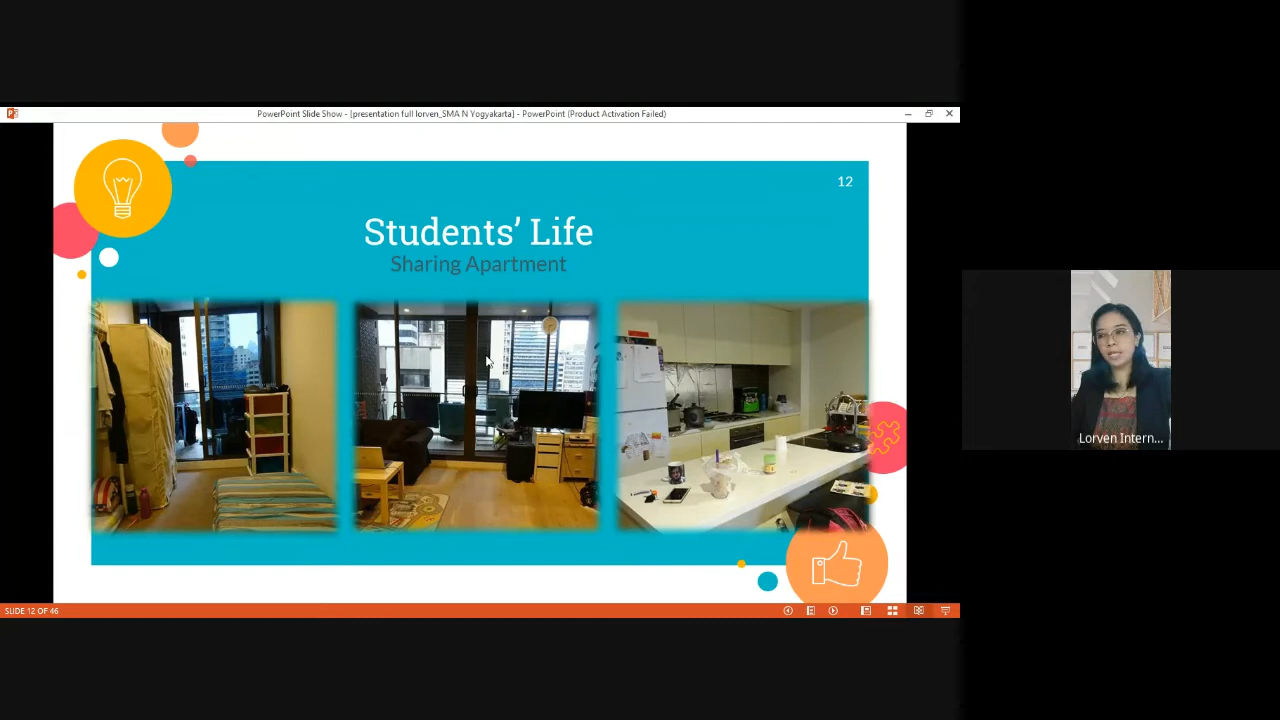 PowerPoint Slide Show - [presentation full lorven_SMA N Yogyakarta] - PowerPoint (Product Activation Failed)
12
Students’ Life
Sharing Apartment
Lorven Intern...
SLIDE 12 OF 46